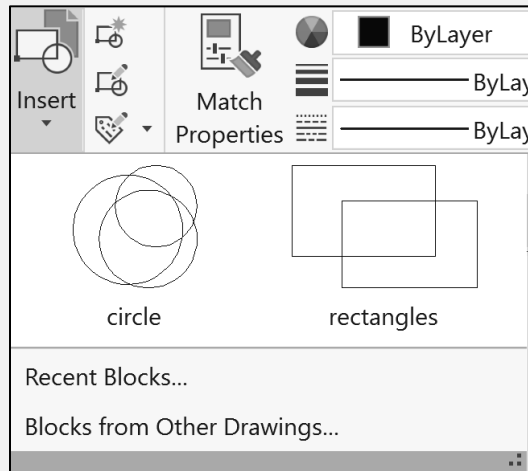 ByLayer
Insert
Match
Properties
ByLay
ByLay
circle
rectangles
Recent Blocks...
Blocks from Other Drawings...